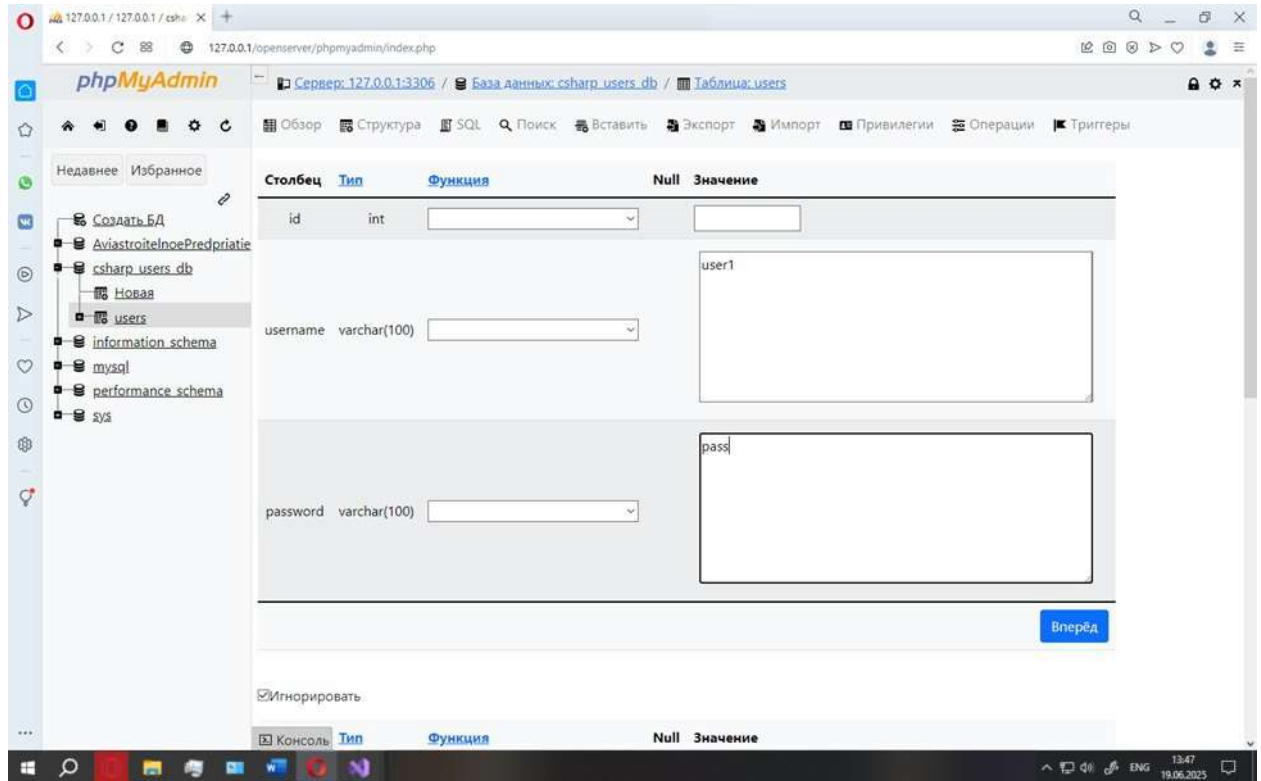 127.0.0.1 / 127.0.0.1 / csha
127.0.0.1/openserver/phpmyadmin/index.php
phpMyAdmin
Сервер: 127.0.0.1:3306 / База данных: csharp_users_db / Таблица: users
Обзор Структура SQL Поиск Вставить Экспорт Импорт Привилегии Операции Триггеры
Недавнее Избранное
Создать БД
AviastroitelnoePredpriatie
csharp_users_db
Новая
users
information_schema
mysql
performance_schema
sys
Столбец Тип Функция Null Значение
id int
username varchar(100) user1
password varchar(100) pass
Вперёд
Игнорировать
Консоль Тип Функция Null Значение
ENG 13:47
19.06.2025